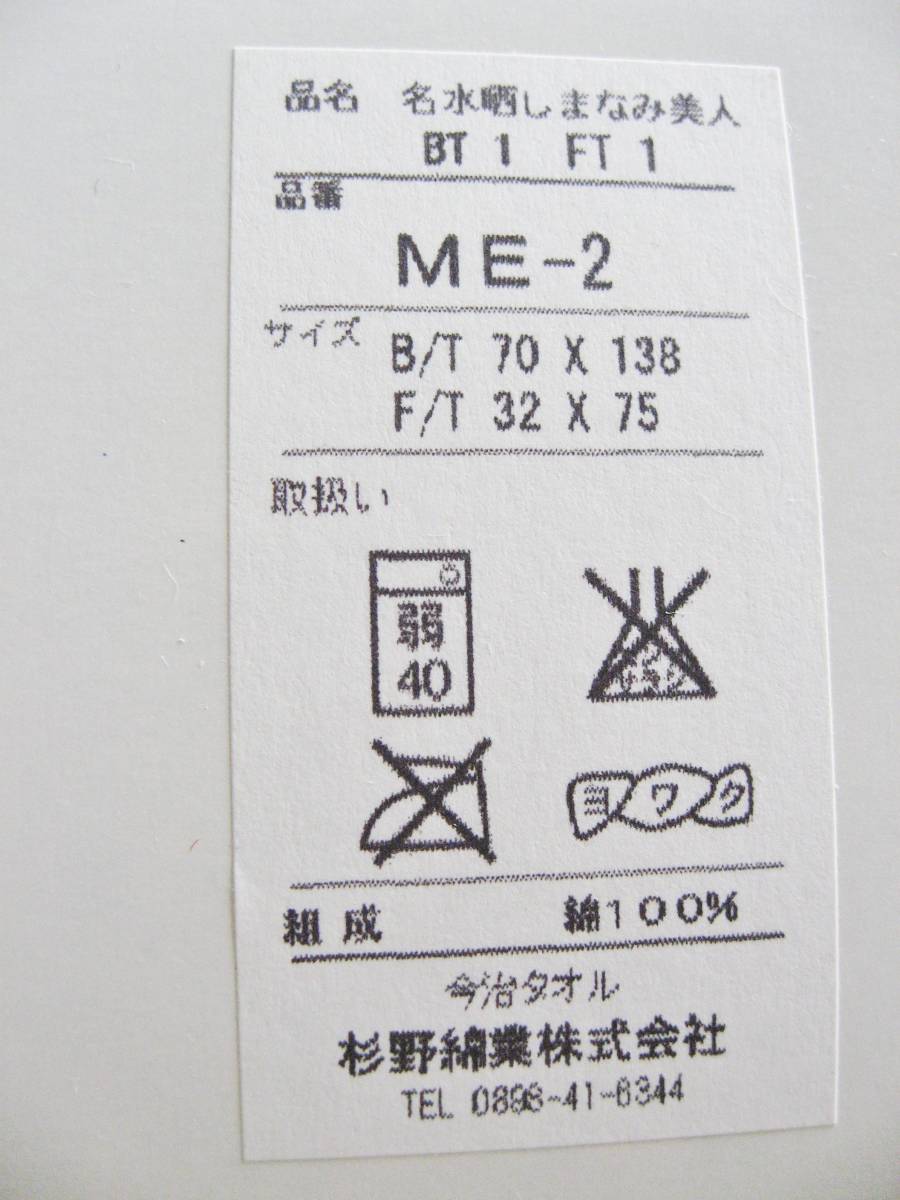 品名 名水晒しまなみ美人
BT 1 FT 1
品番
ME-2
サイズ B/T 70 X 138
F/T 32 X 75
取扱い
弱
40
ヨワク
組成 綿100%
今治タオル
杉野綿業株式会社
TEL 0898-41-6344